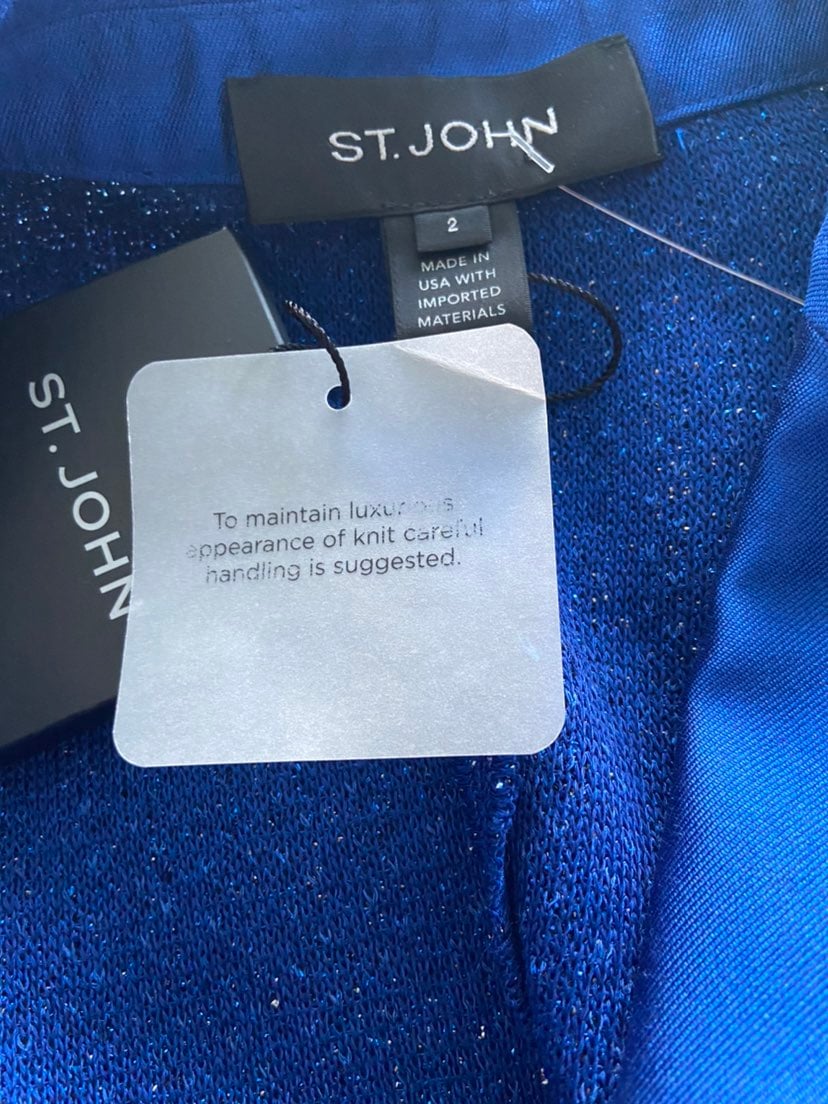 ST. JOHN
2
MADE IN
USA WITH
IMPORTED
MATERIALS
ST. JOHN
To maintain luxurious
appearance of knit careful
handling is suggested.